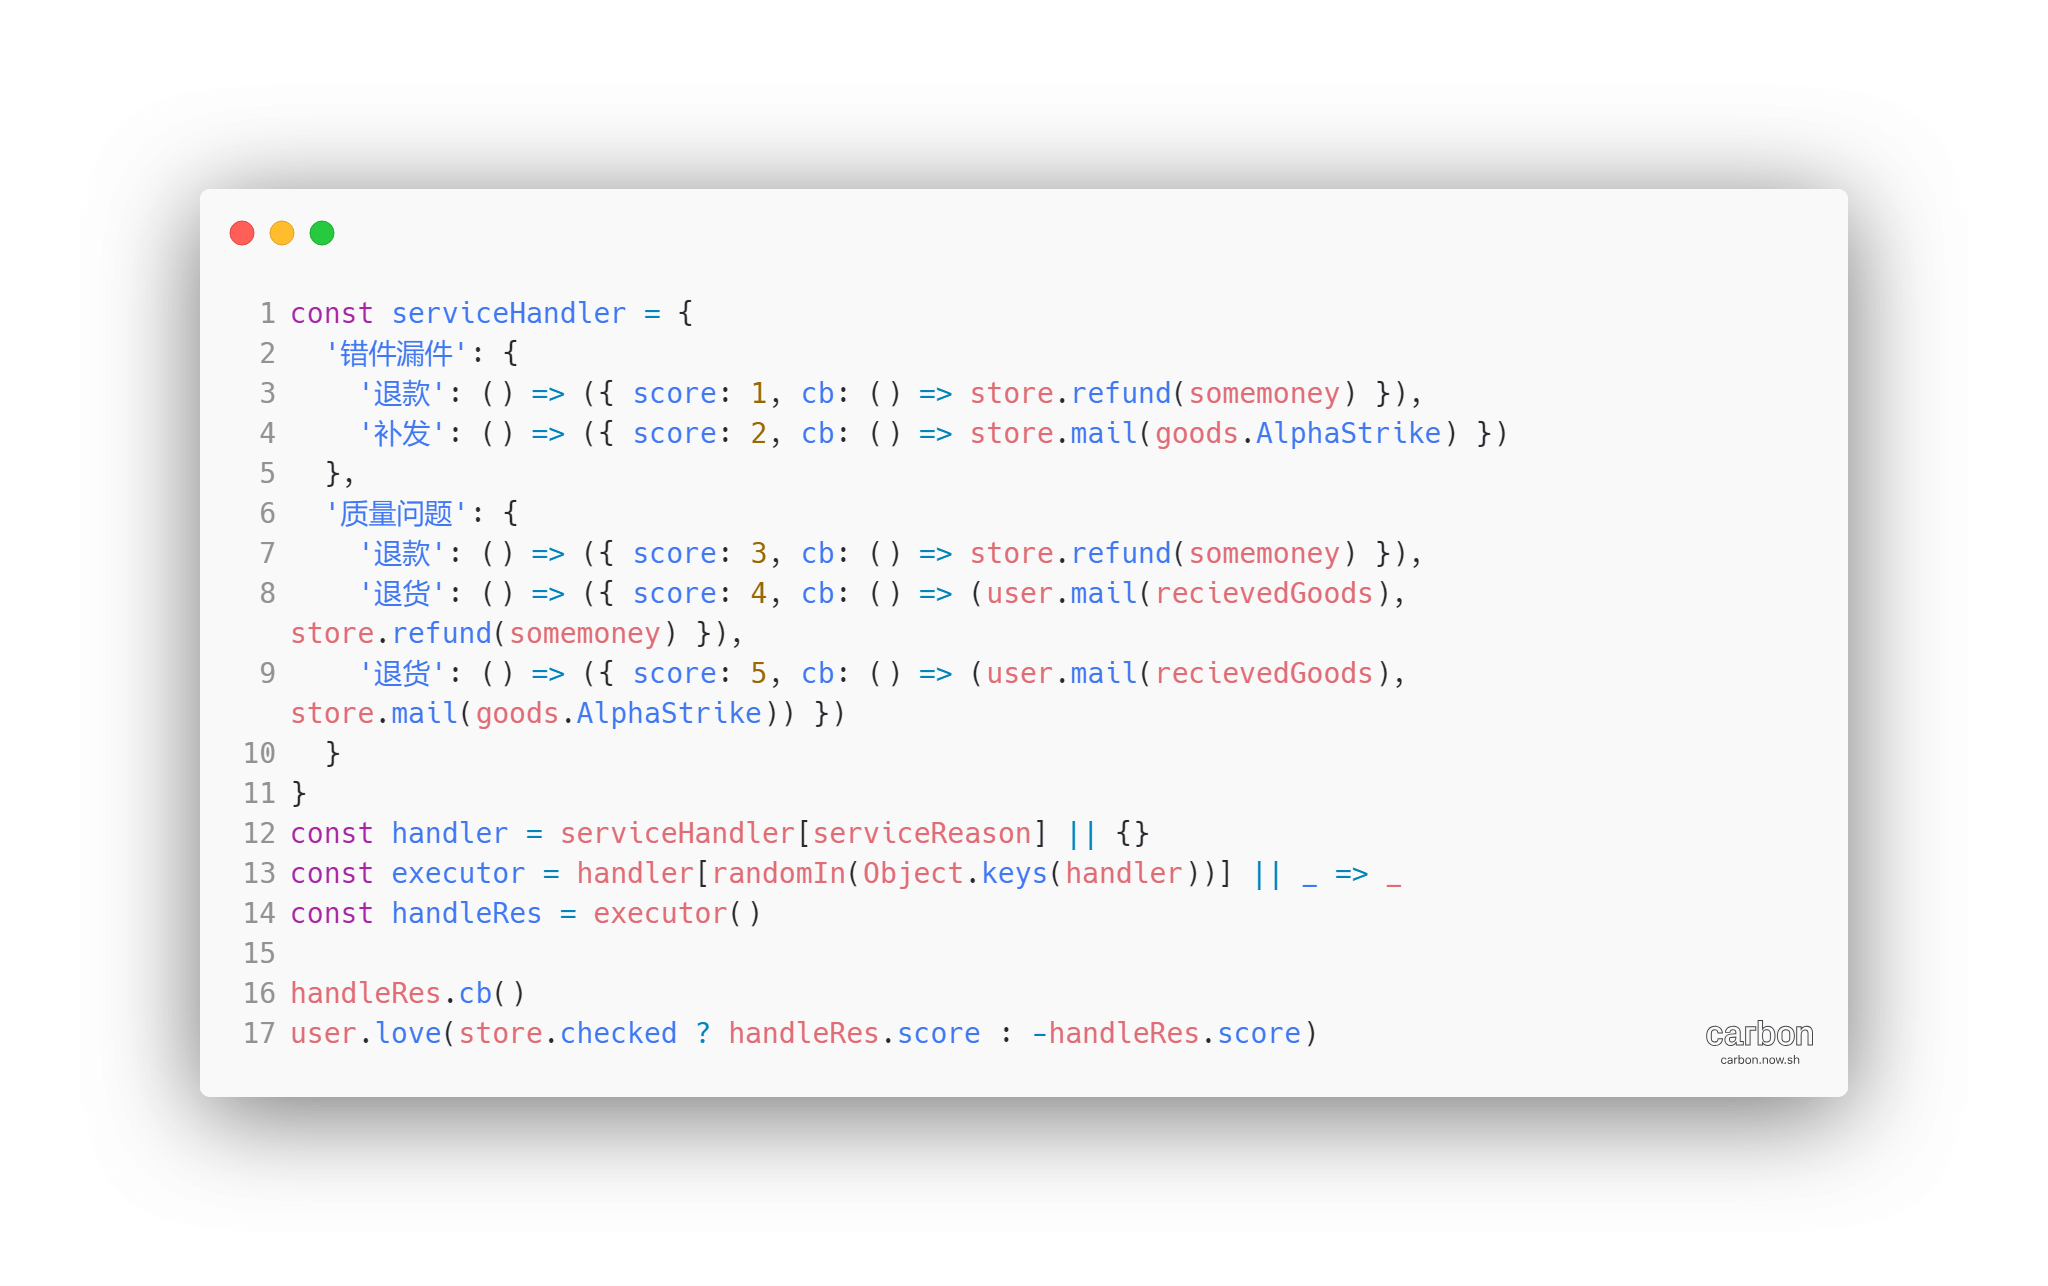 1 const serviceHandler = {
2   '错件漏件': {
3     '退款': () => ({ score: 1, cb: () => store.refund(somemoney) }),
4     '补发': () => ({ score: 2, cb: () => store.mail(goods.AlphaStrike) })
5   },
6   '质量问题': {
7     '退款': () => ({ score: 3, cb: () => store.refund(somemoney) }),
8     '退货': () => ({ score: 4, cb: () => (user.mail(recievedGoods),
store.refund(somemoney) }),
9     '退货': () => ({ score: 5, cb: () => (user.mail(recievedGoods),
store.mail(goods.AlphaStrike)) })
10   }
11 }
12 const handler = serviceHandler[serviceReason] || {}
13 const executor = handler[randomIn(Object.keys(handler))] || _ => _
14 const handleRes = executor()
15
16 handleRes.cb()
17 user.love(store.checked ? handleRes.score : -handleRes.score)
carbon
carbon.now.sh